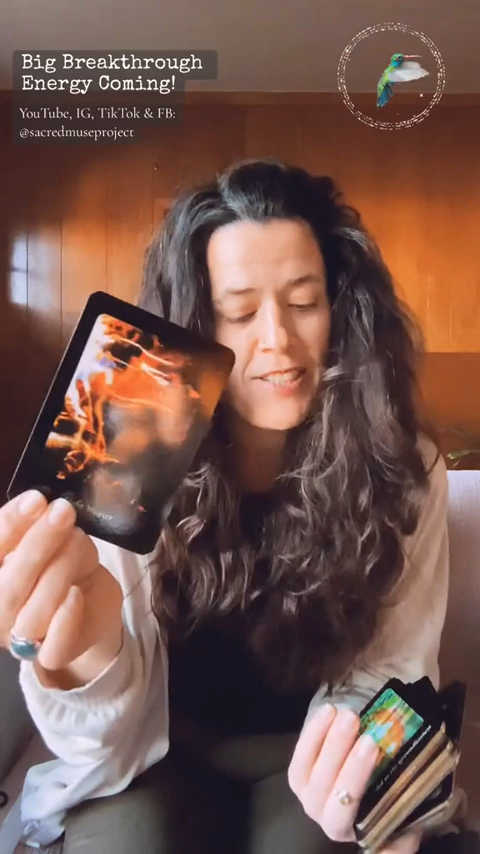 Big Breakthrough
Energy Coming!
YouTube, IG, TikTok & FB:
@sacredmuseproject